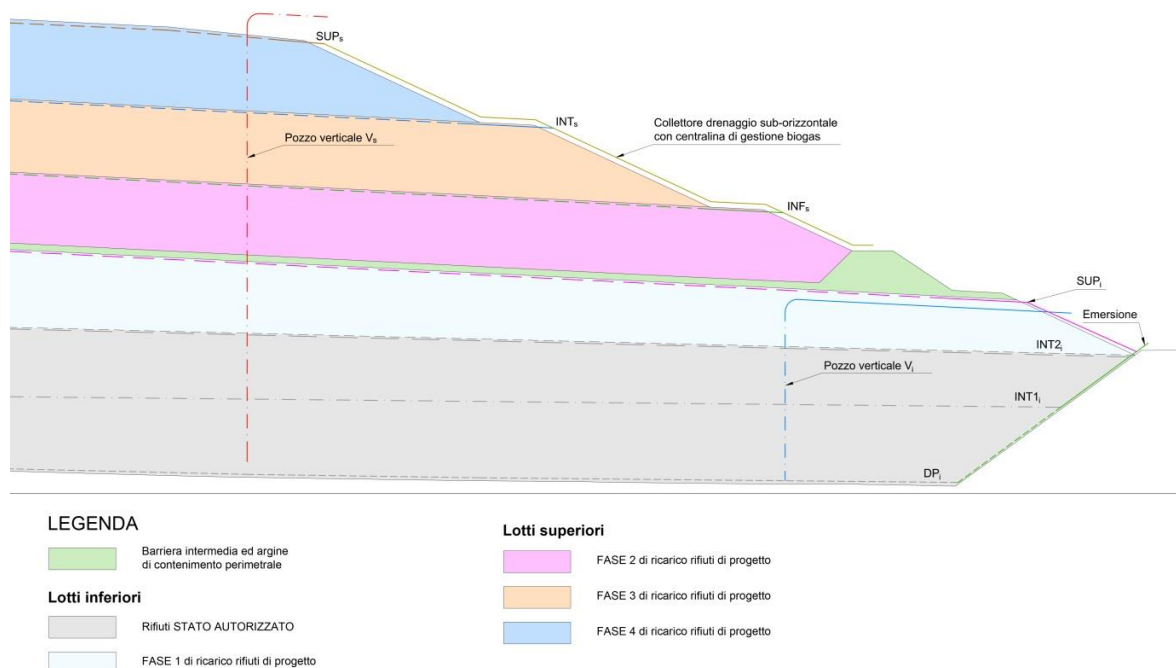 SUPs
INTs
Collettore drenaggio sub-orizzontale
con centralina di gestione biogas
Pozzo verticale Vs
INFs
SUPi
Emersione
INT2i
Pozzo verticale Vi
INT1i
DPi
LEGENDA
Barriera intermedia ed argine
di contenimento perimetrale
Lotti inferiori
Rifiuti STATO AUTORIZZATO
FASE 1 di ricarico rifiuti di progetto
Lotti superiori
FASE 2 di ricarico rifiuti di progetto
FASE 3 di ricarico rifiuti di progetto
FASE 4 di ricarico rifiuti di progetto